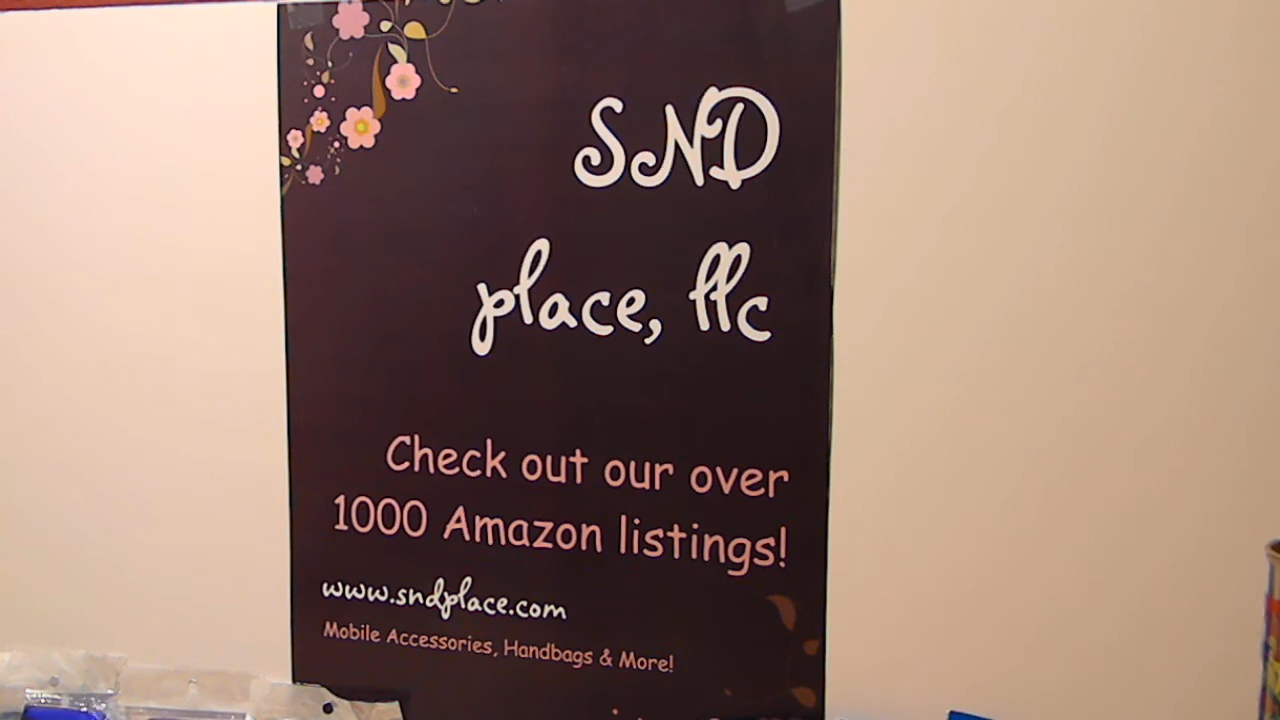 SND
place, llc
Check out our over
1000 Amazon listings!
www.sndplace.com
Mobile Accessories, Handbags & More!